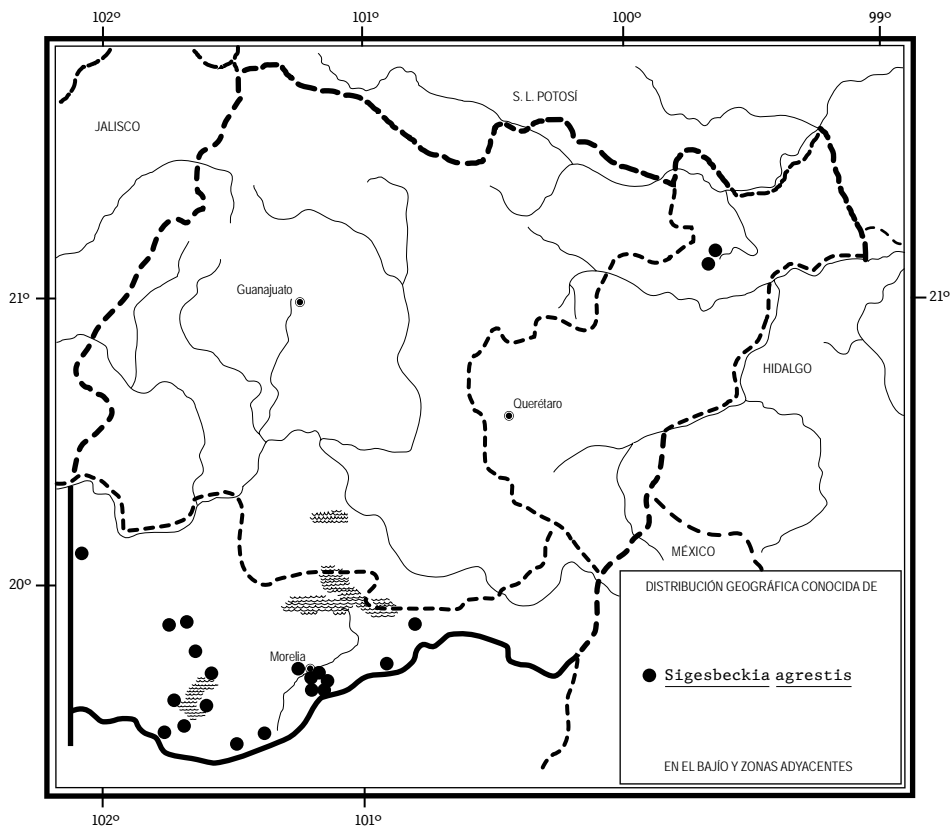 102º 101º 100º 99º
S. L. POTOSÍ
JALISCO
Guanajuato
21º 21º
HIDALGO
Querétaro
MÉXICO
20º
DISTRIBUCIÓN GEOGRÁFICA CONOCIDA DE
Morelia
Sigesbeckia agrestis
EN EL BAJÍO Y ZONAS ADYACENTES
102º 101º